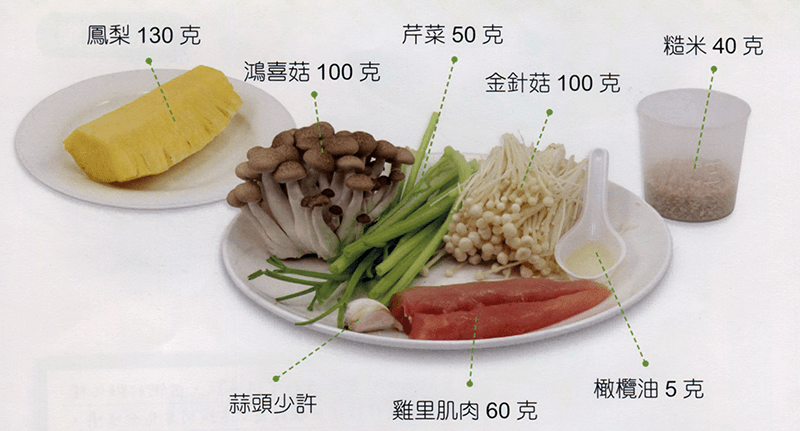 鳳梨 130 克
芹菜 50 克
糙米 40 克
鴻喜菇 100 克
金針菇 100 克
蒜頭少許
雞里肌肉 60 克
橄欖油 5 克